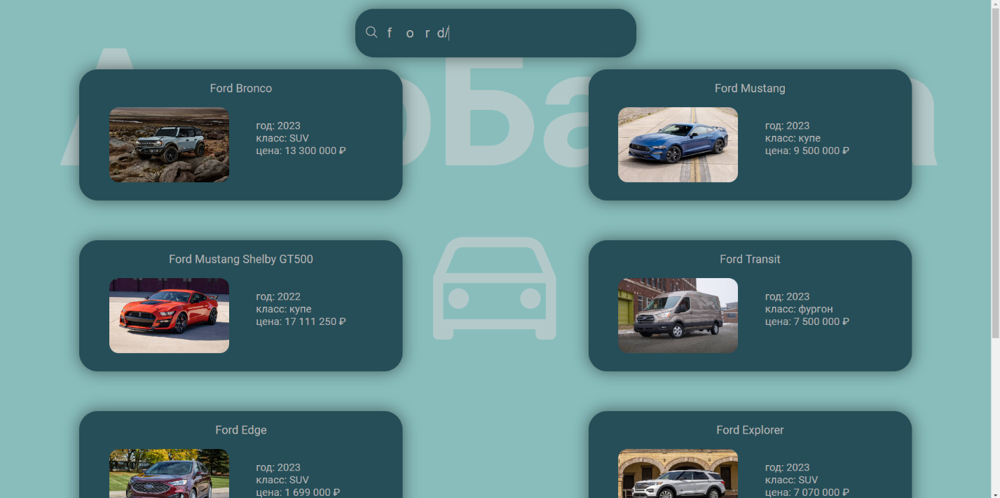 f o r d/
Ford Bronco
год: 2023
класс: SUV
цена: 13 300 000 ₽
Ford Mustang
год: 2023
класс: купе
цена: 9 500 000 ₽
Ford Mustang Shelby GT500
год: 2022
класс: купе
цена: 17 111 250 ₽
Ford Transit
год: 2023
класс: фургон
цена: 7 500 000 ₽
Ford Edge
год: 2023
класс: SUV
цена: 1 699 000 ₽
Ford Explorer
год: 2023
класс: SUV
цена: 7 070 000 ₽